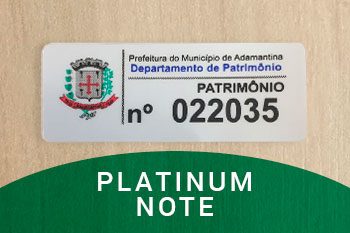 Prefeitura do Município de Adamantina
Departamento de Patrimônio
PATRIMÔNIO
nº 022035
PLATINUM
NOTE